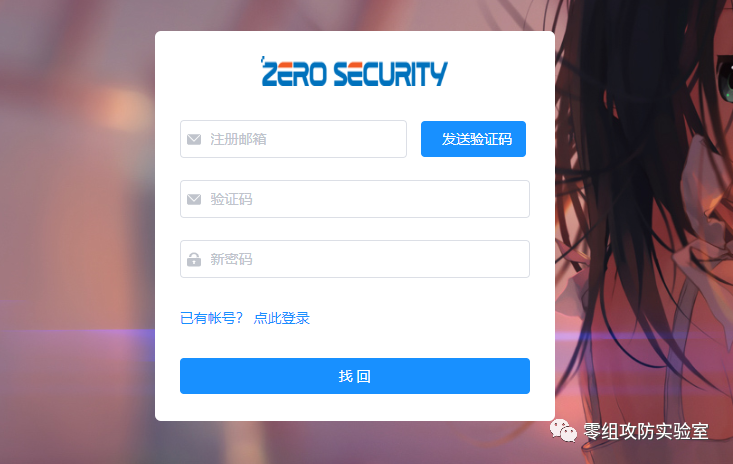 ZERO SECURITY
注册邮箱
发送验证码
验证码
新密码
已有帐号? 点此登录
找 回
零组攻防实验室